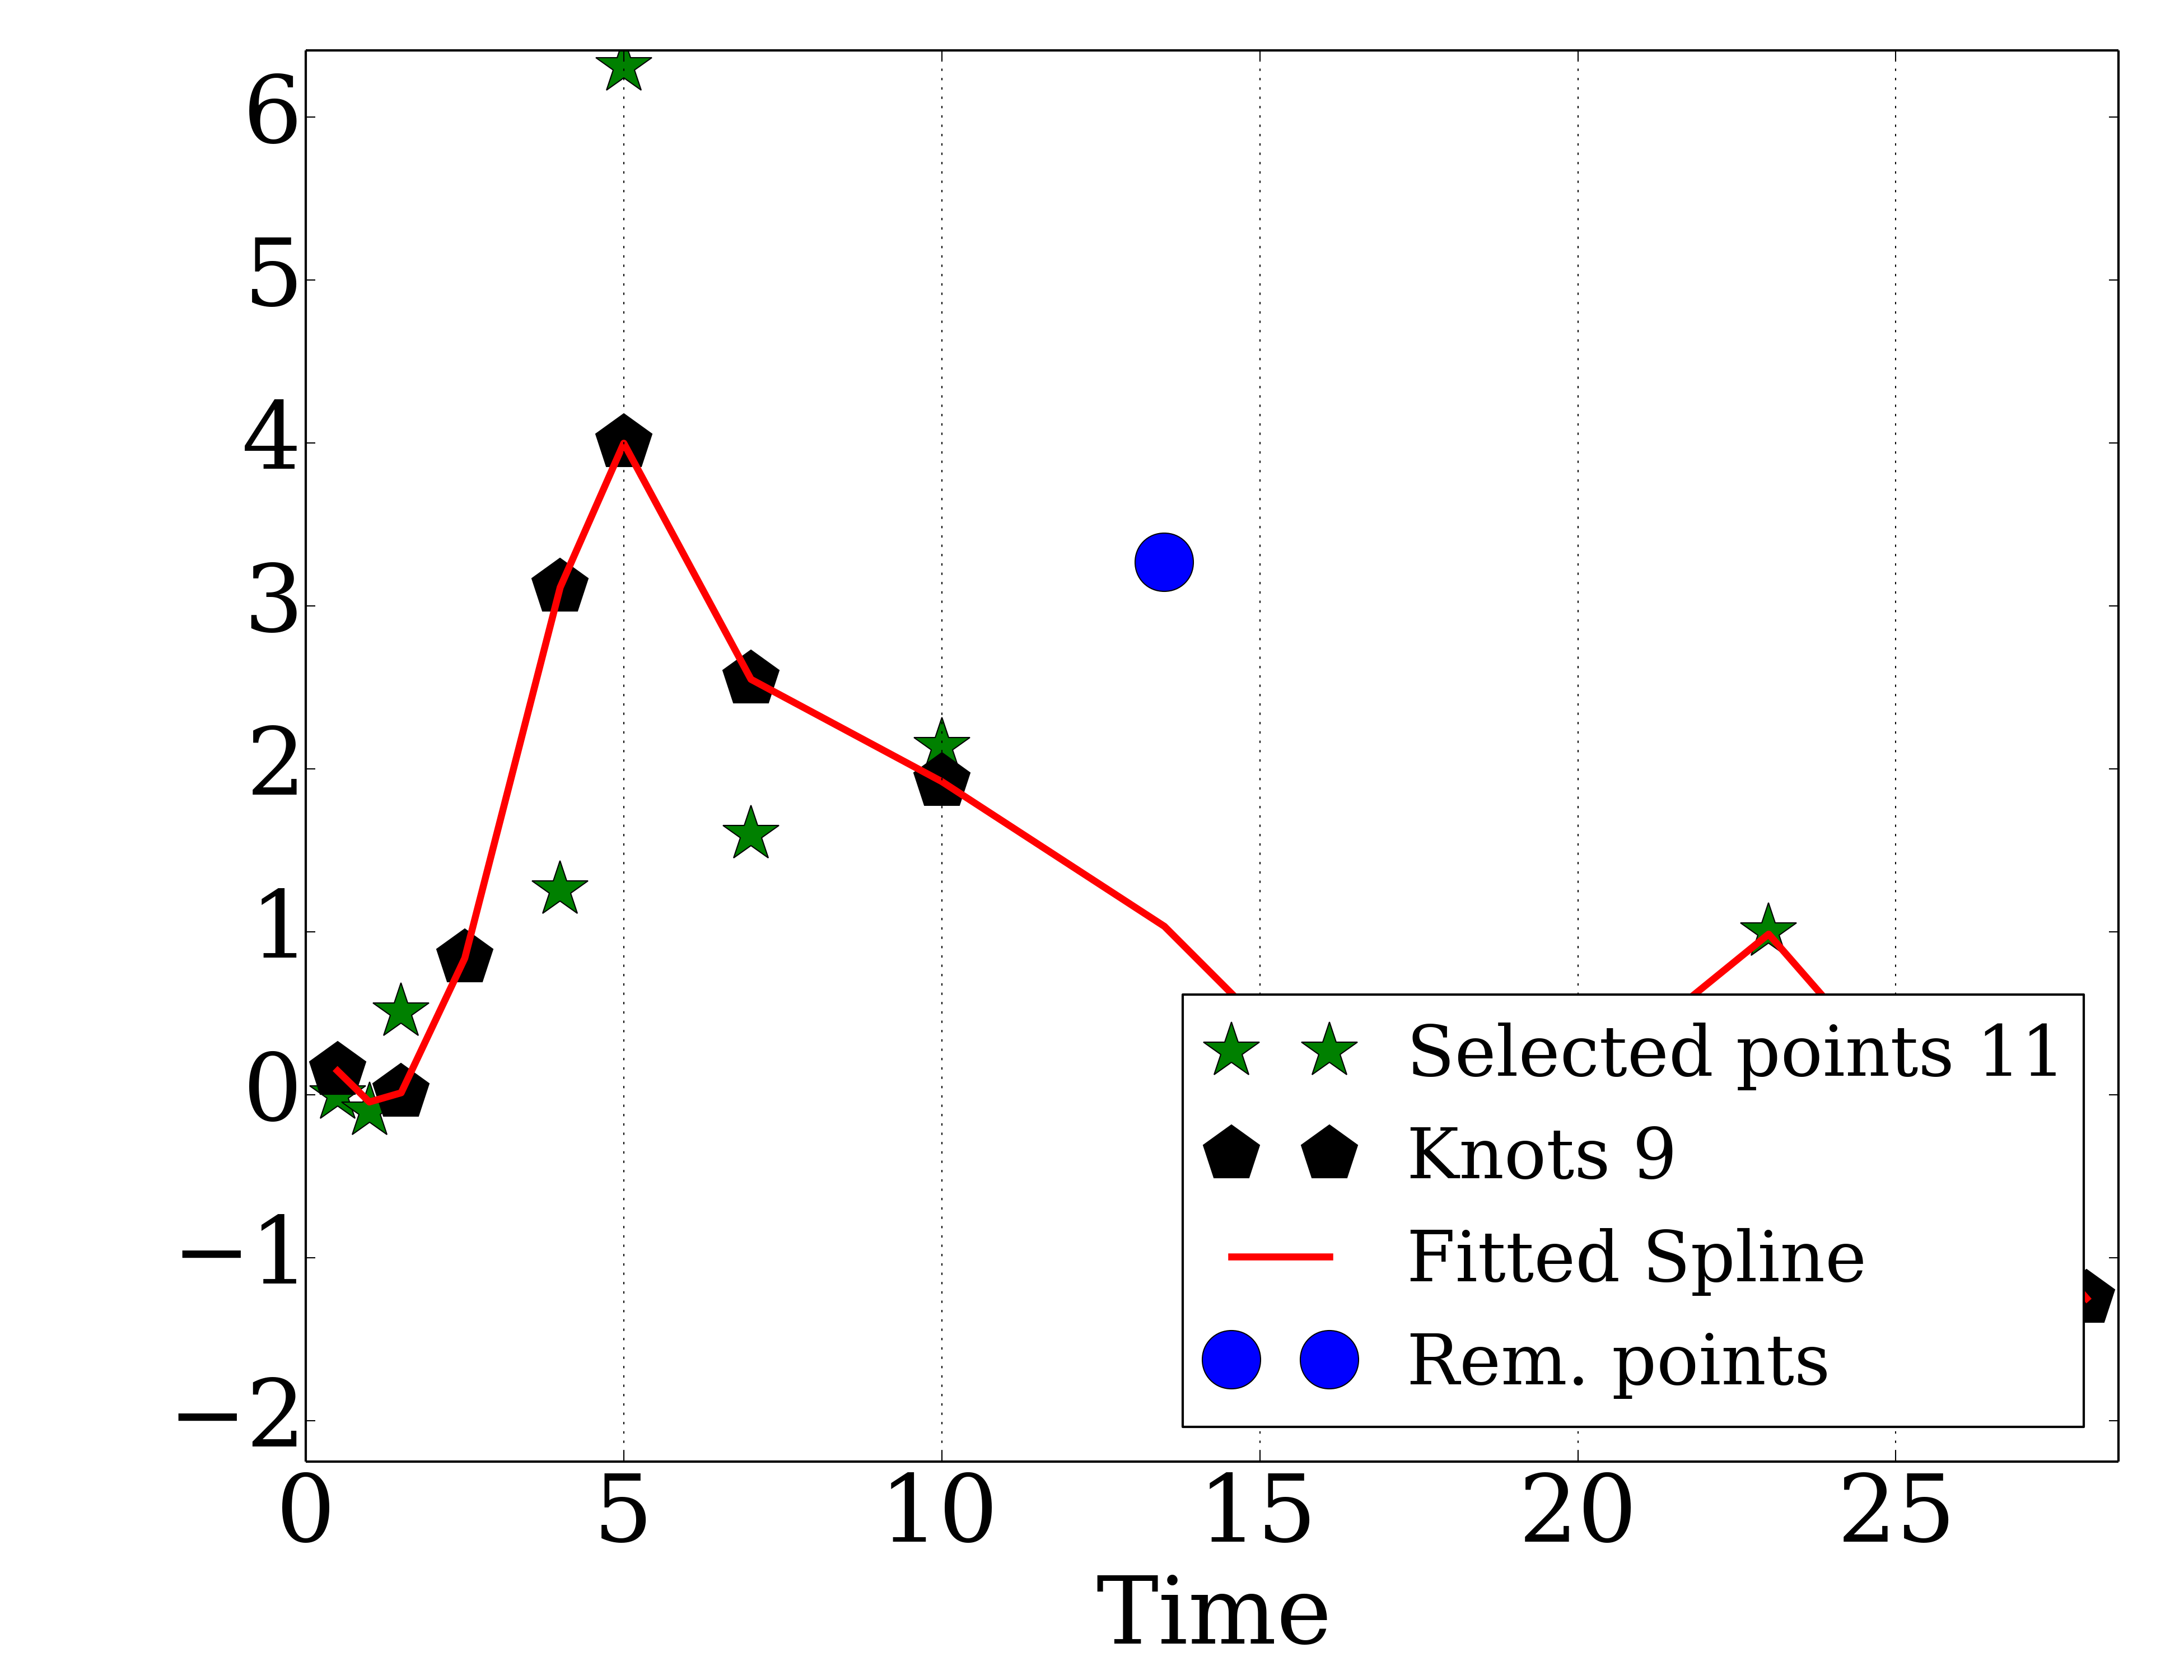 6
5
4
3
2
1
0
−1
−2
Selected points 11
Knots 9
Fitted Spline
Rem. points
0 5 10 15 20 25
Time